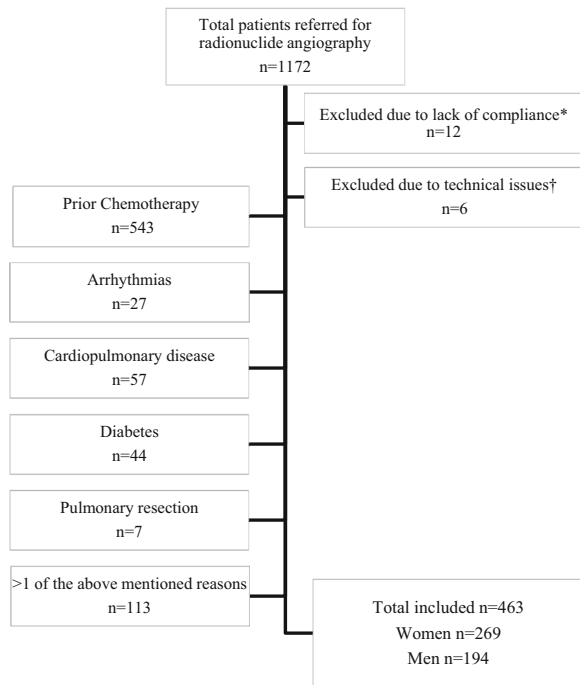 Total patients referred for
radionuclide angiography
n=1172
Excluded due to lack of compliance*
n=12
Excluded due to technical issues†
n=6
Prior Chemotherapy
n=543
Arrhythmias
n=27
Cardiopulmonary disease
n=57
Diabetes
n=44
Pulmonary resection
n=7
>1 of the above mentioned reasons
n=113
Total included n=463
Women n=269
Men n=194